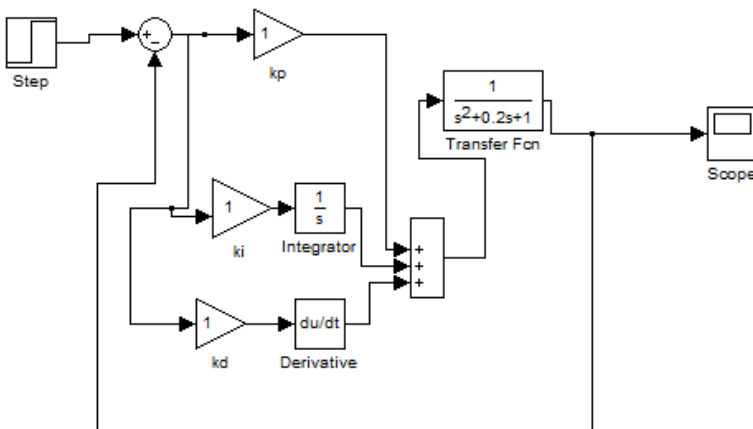 Step
+
−
1
kp
1
s²+0.2s+1
Transfer Fcn
Scope
1
ki
1
s
Integrator
+
+
+
1
kd
du/dt
Derivative